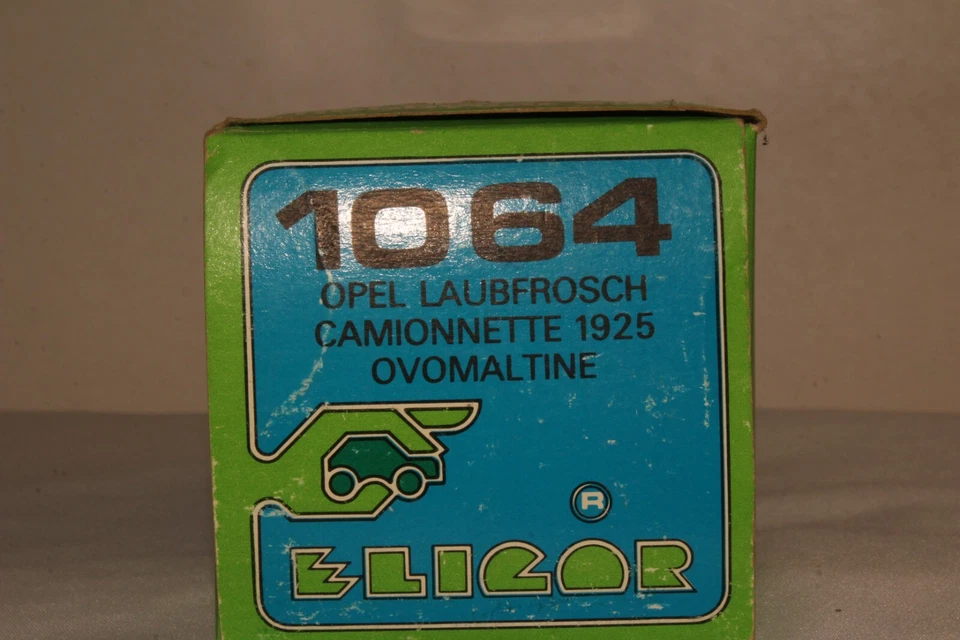 1064
OPEL LAUBFROSCH
CAMIONNETTE 1925
OVOMALTINE
®
ELIGOR